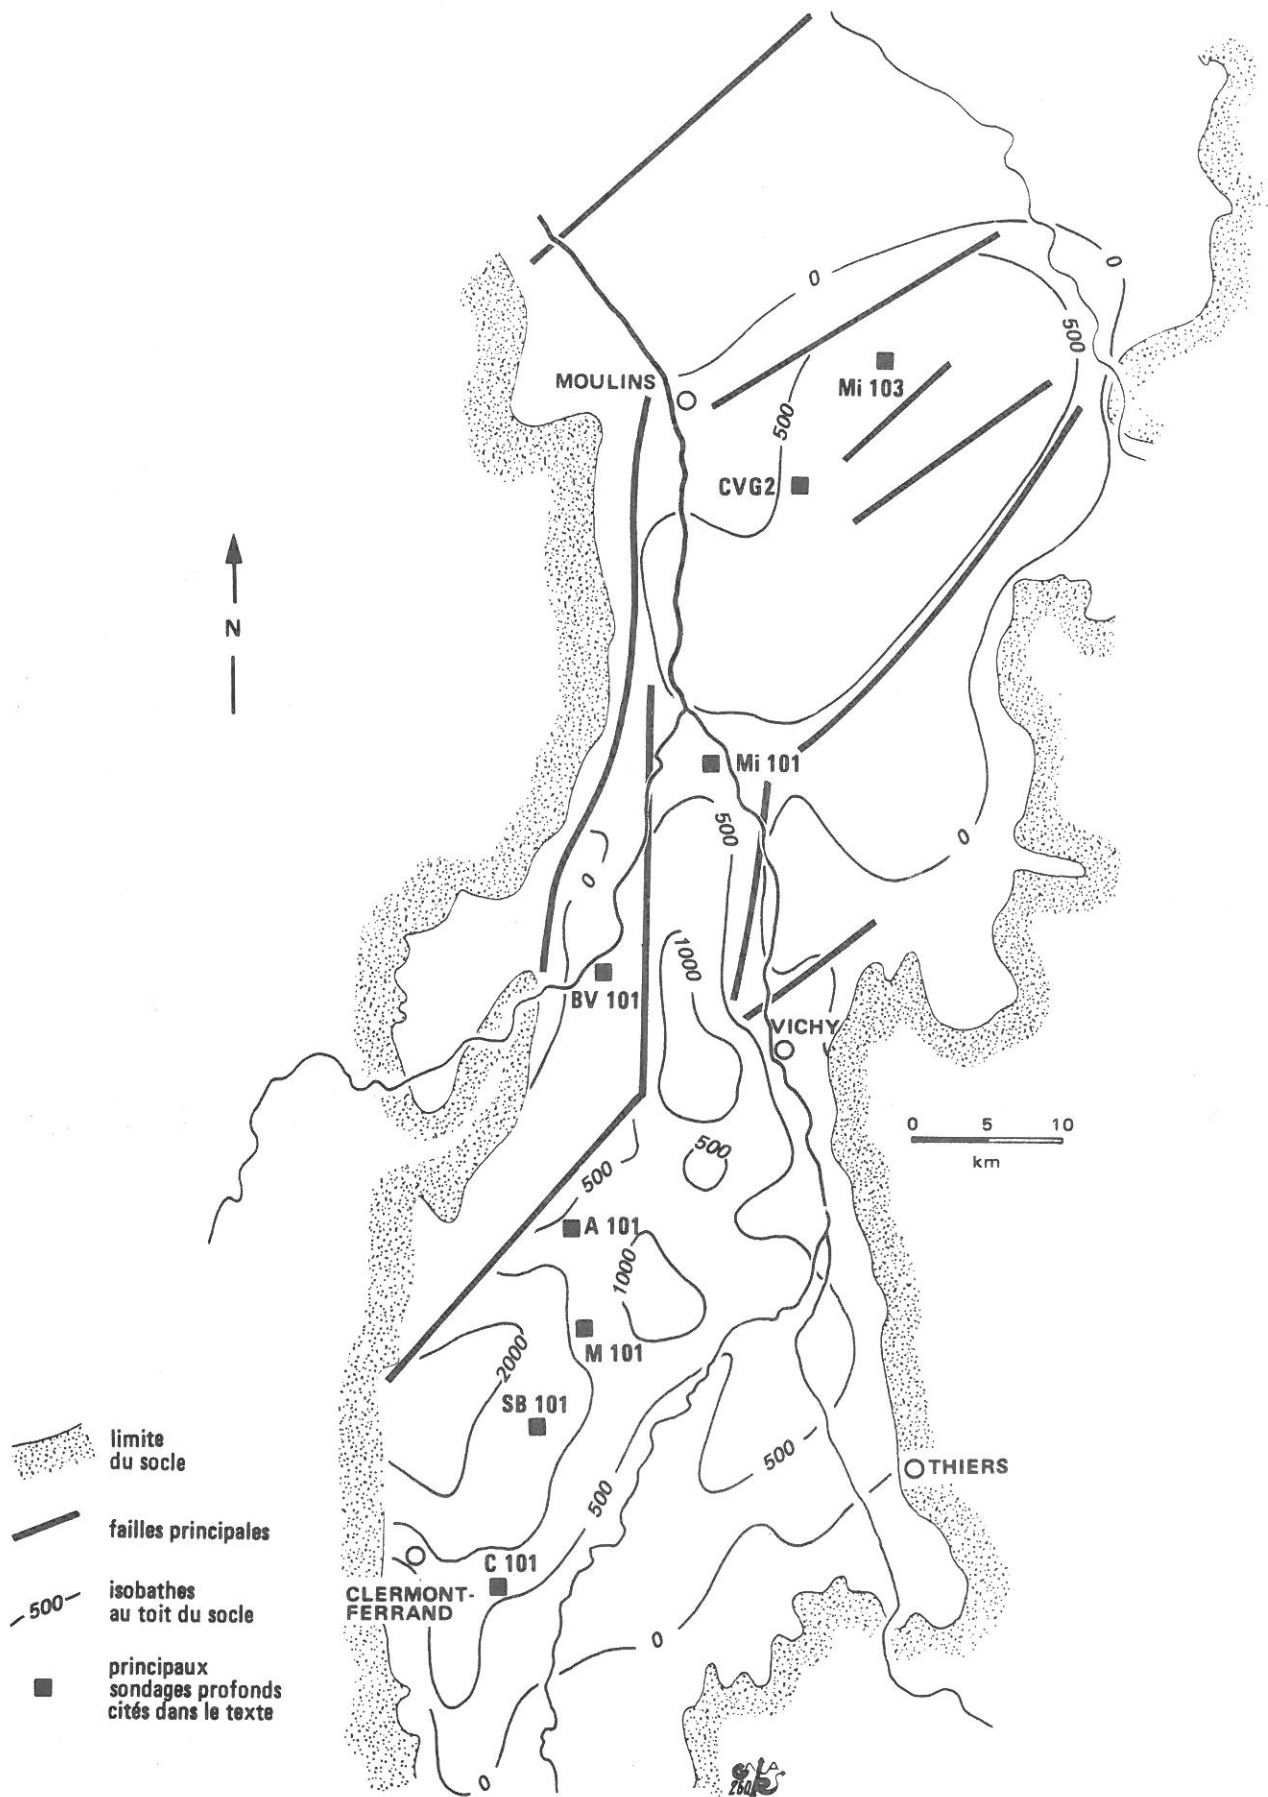 0
0
500
MOULINS
Mi 103
500
CVG2
N
Mi 101
500
0
0
1000
BV 101
VICHY
0 5 10
km
500
500
A 101
1000
2000
M 101
SB 101
500
500
THIERS
C 101
CLERMONT-
FERRAND
0
0
limite
du socle
failles principales
500
isobathes
au toit du socle
principaux
sondages profonds
cités dans le texte